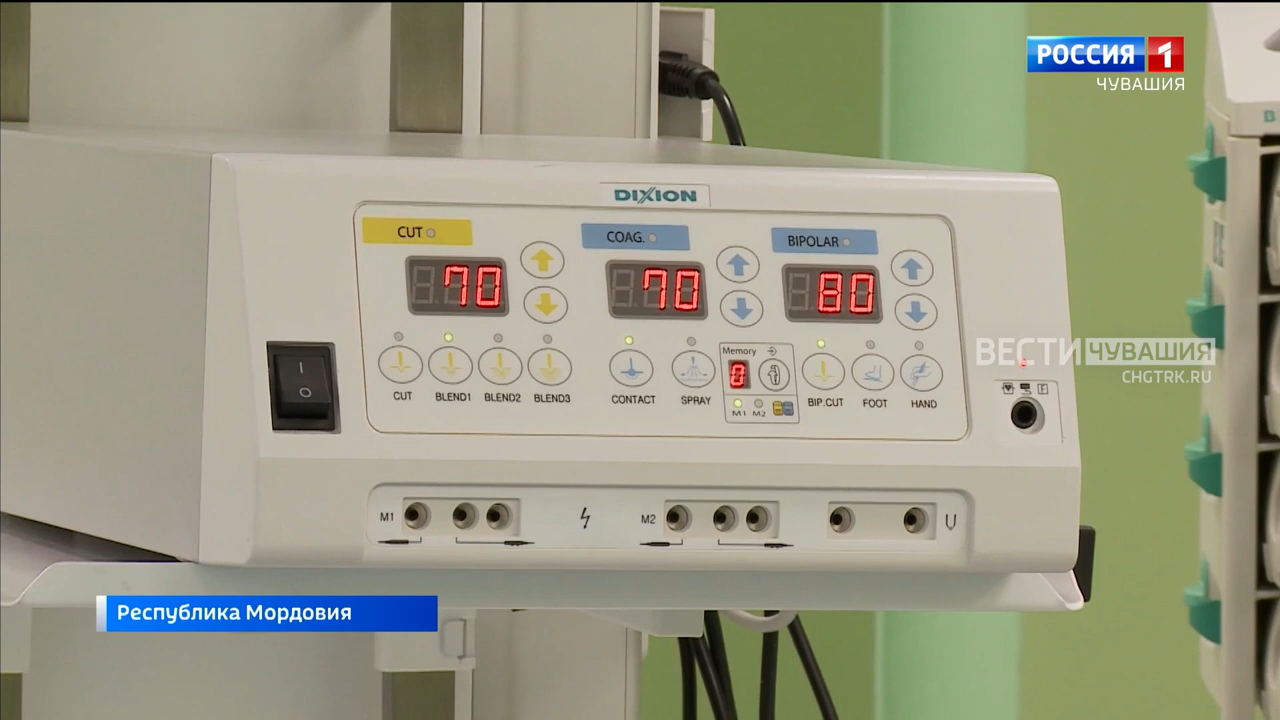 РОССИЯ 1
ЧУВАШИЯ
DIXION
CUT
COAG.
BIPOLAR
70
70
80
ВЕСТИ ЧУВАШИЯ
CHGTRK.RU
Memory
0
I
O
CUT
BLEND1
BLEND2
BLEND3
CONTACT
SPRAY
M1
M2
BIP.CUT
FOOT
HAND
M1
M2
Республика Мордовия